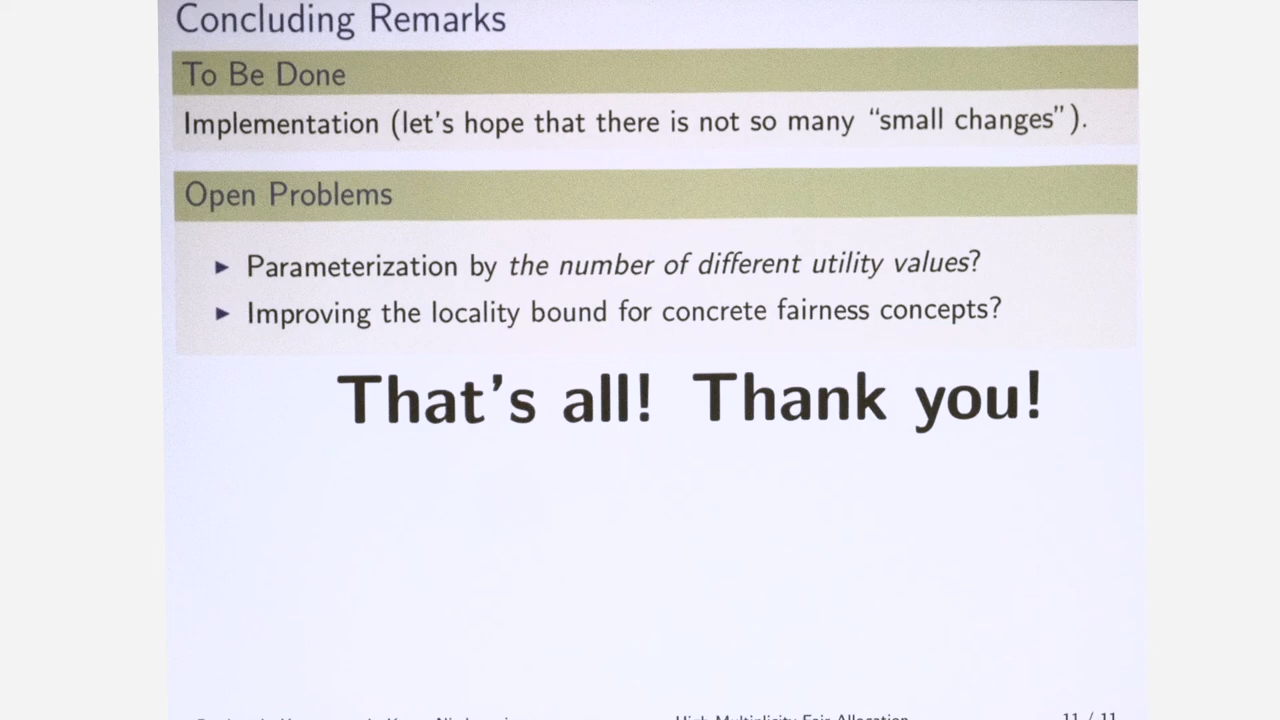 Concluding Remarks
To Be Done
Implementation (let's hope that there is not so many “small changes”).
Open Problems
▶ Parameterization by the number of different utility values?
▶ Improving the locality bound for concrete fairness concepts?
That's all! Thank you!
High Multiplicity Fair Allocation
11 / 11